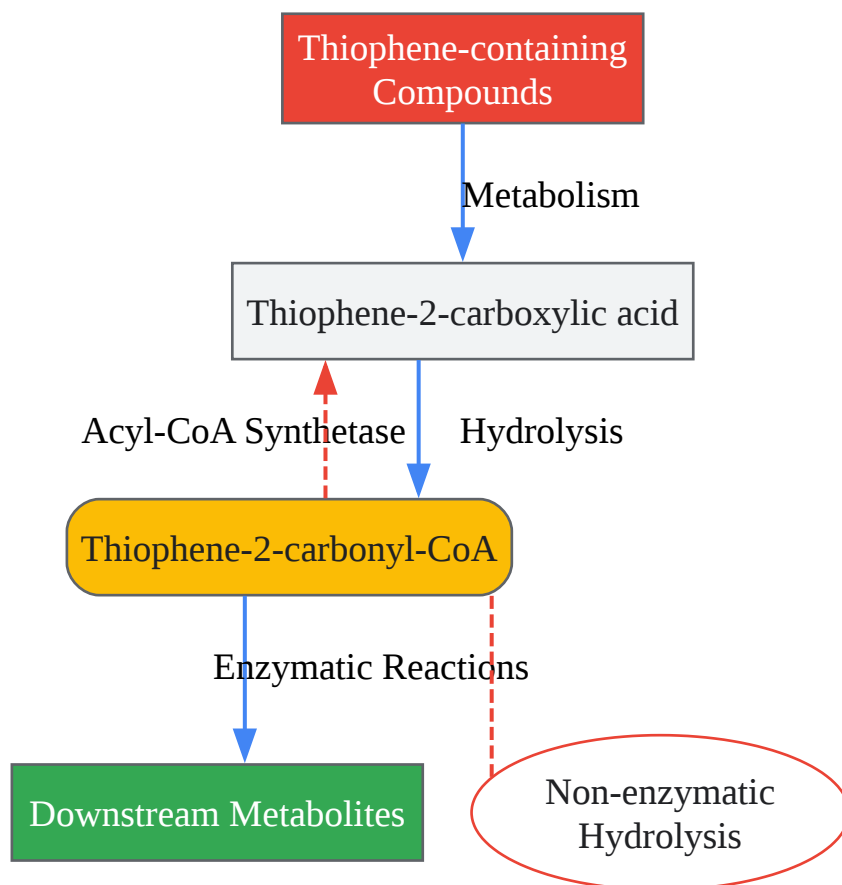 Thiophene-containing
Compounds
Metabolism
Thiophene-2-carboxylic acid
Acyl-CoA Synthetase
Hydrolysis
Thiophene-2-carbonyl-CoA
Enzymatic Reactions
Downstream Metabolites
Non-enzymatic
Hydrolysis